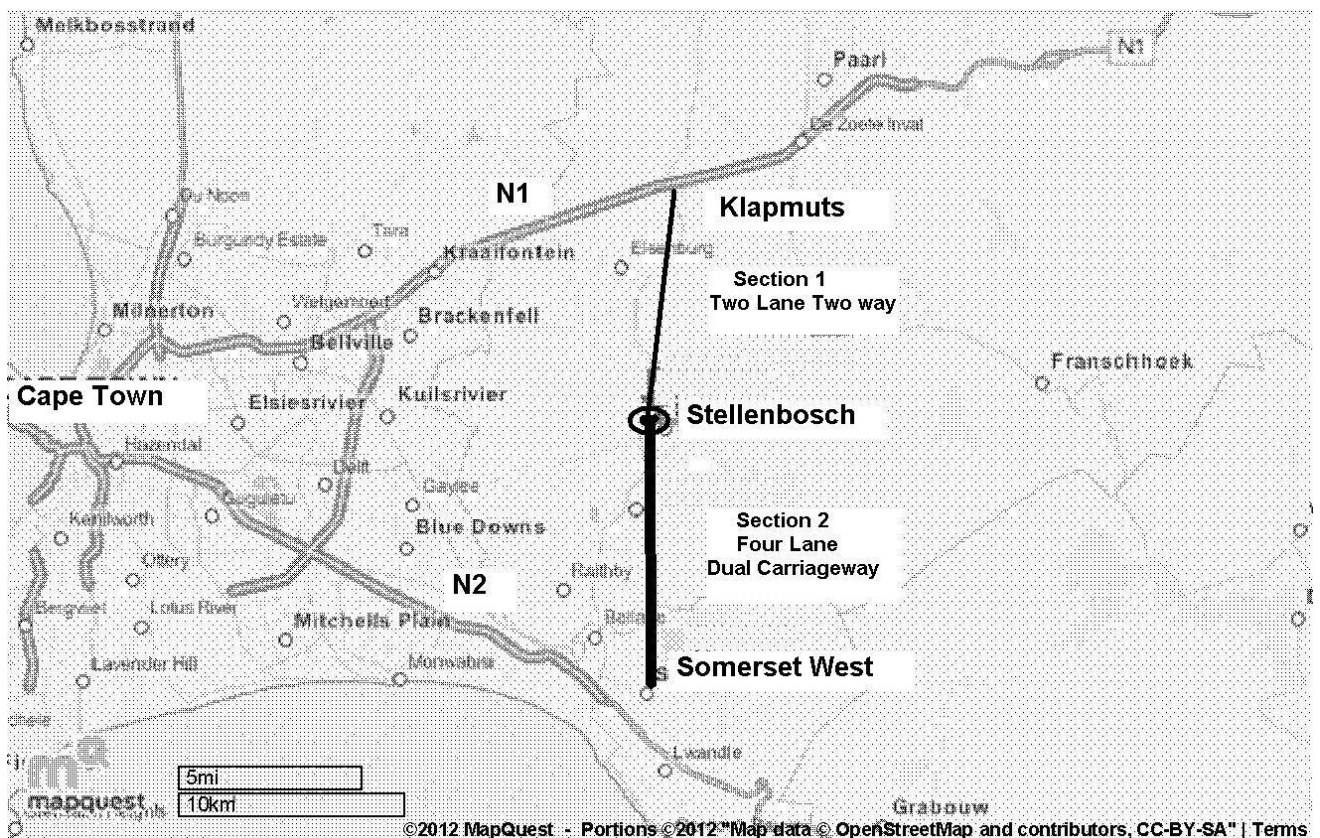 Melkbosstrand
N1
Paarl
De Zoete Inval
N1
Klapmuts
Du Noon
Tara
Burgundy Estate
Kraaifontein
Elsenburg
Section 1
Two Lane Two way
Welgemoed
Milnerton
Brackenfell
Bellville
Franschhoek
Cape Town
Elsiesrivier
Kuilsrivier
Stellenbosch
Hazendal
Delft
Gaylee
Kenilworth
Blue Downs
Section 2
Four Lane
Dual Carriageway
Ottery
N2
Raithby
Bergvliet
Lotus River
Mitchells Plain
Lavender Hill
Monwabisi
Somerset West
Lwandle
5mi
10km
mq
mapquest
Grabouw
©2012 MapQuest - Portions ©2012 "Map data © OpenStreetMap and contributors, CC-BY-SA" | Terms